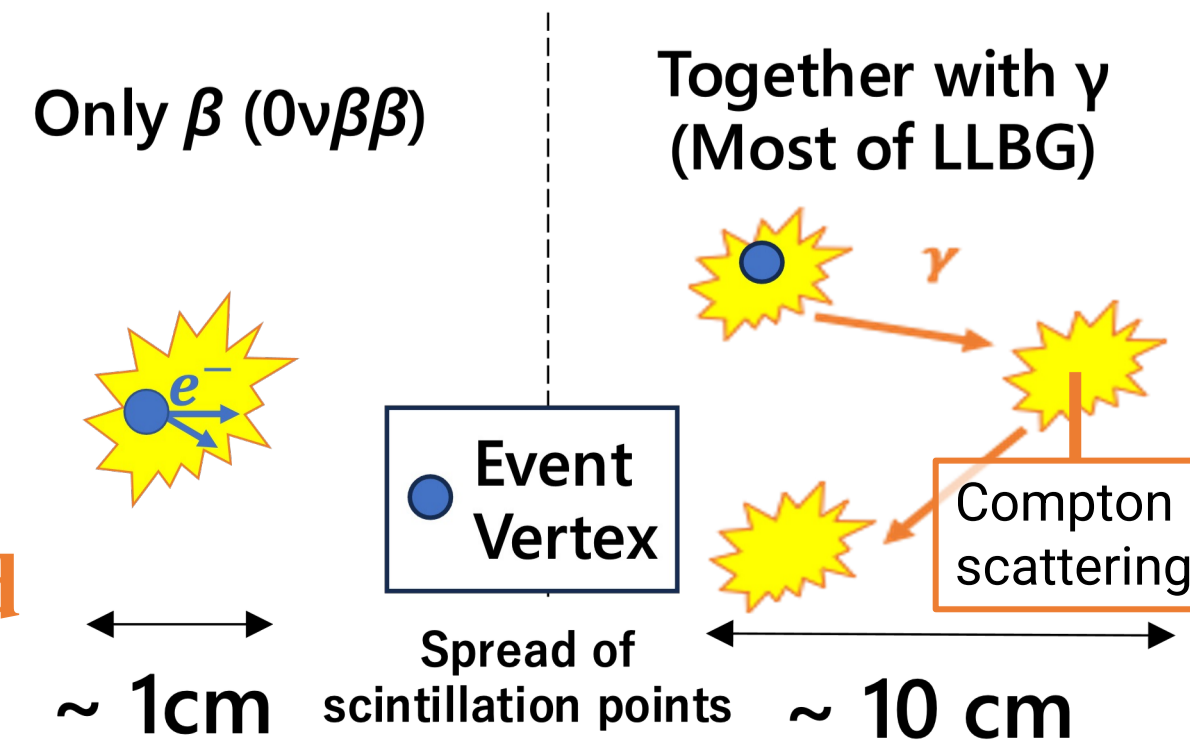 Only β (0νββ)
Together with γ
(Most of LLBG)
γ
e⁻
Event
Vertex
Compton
scattering
Spread of
scintillation points
~ 1cm
~ 10 cm